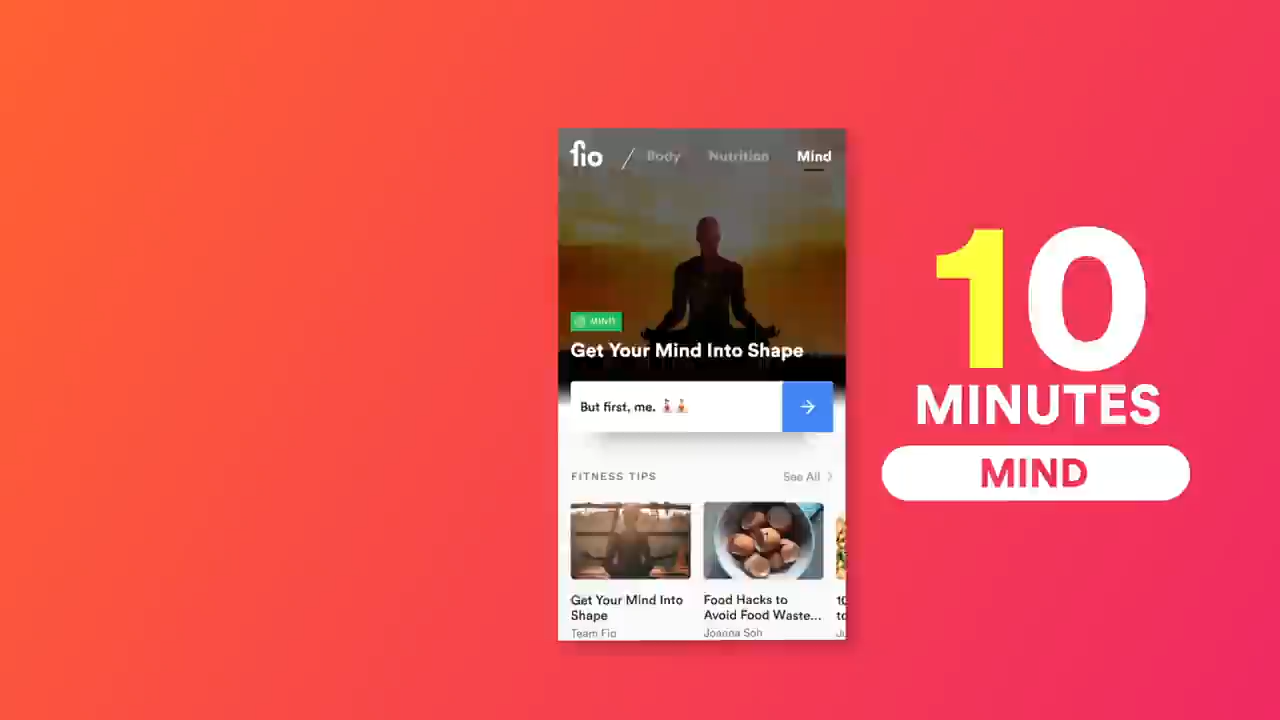 fio / Body Nutrition Mind
MIND
Get Your Mind Into Shape
But first, me.
FITNESS TIPS See All
Get Your Mind Into
Shape
Team Fio
Food Hacks to
Avoid Food Waste...
Joanna Soh
10
MINUTES
MIND